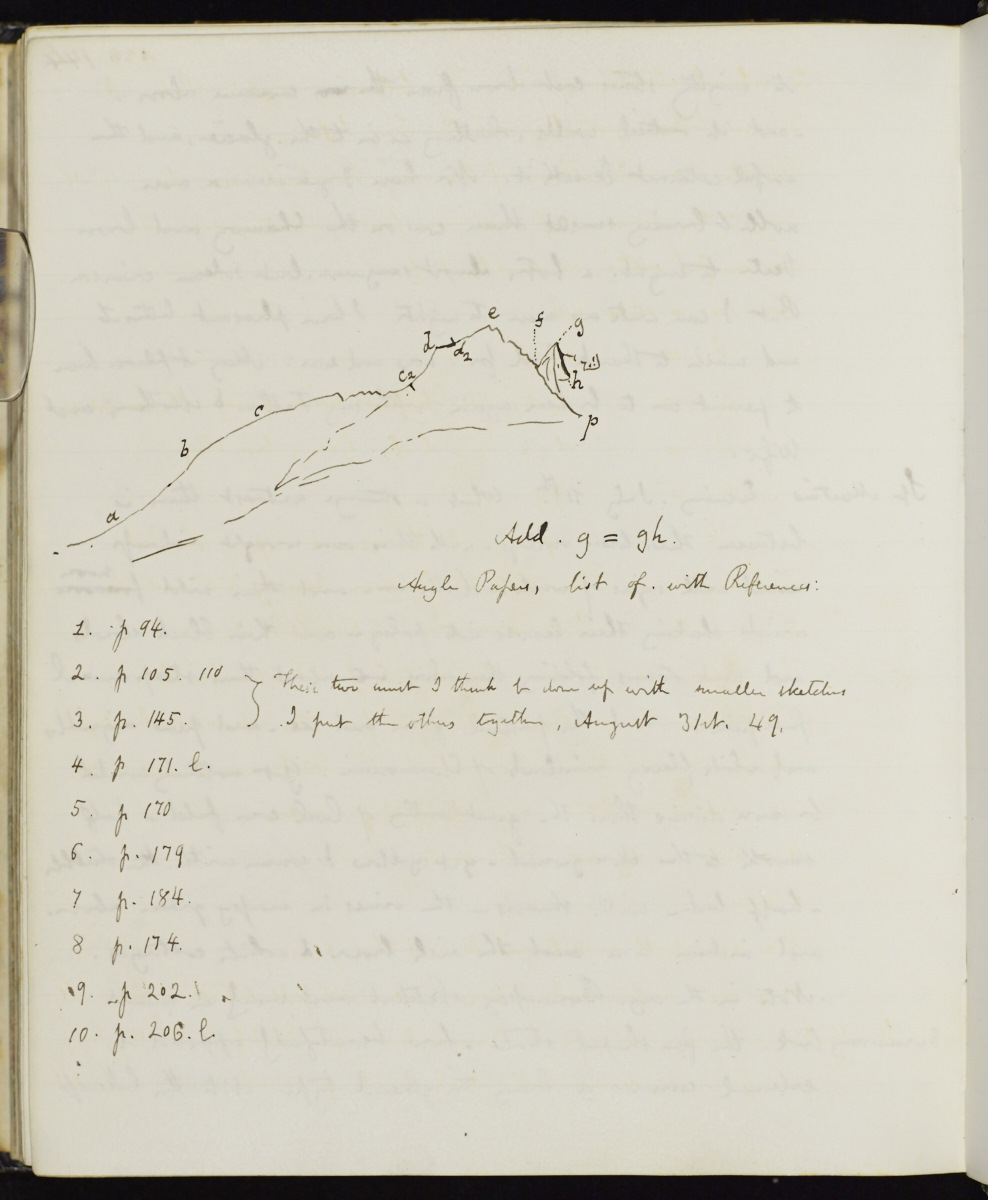 e f g
d d2
c2 h
c p
b
a
Add. g = gh.
Angle Papers, list of. with References:
1. p 94.
2. p 105. 110 } These two must I think be done up with smaller sketches
3. p. 145. I put the others together, August 31st. 49.
4. p 171. l.
5. p 170
6. p. 179
7 p. 184.
8 p. 174.
9. p 202.
10. p. 206. l.